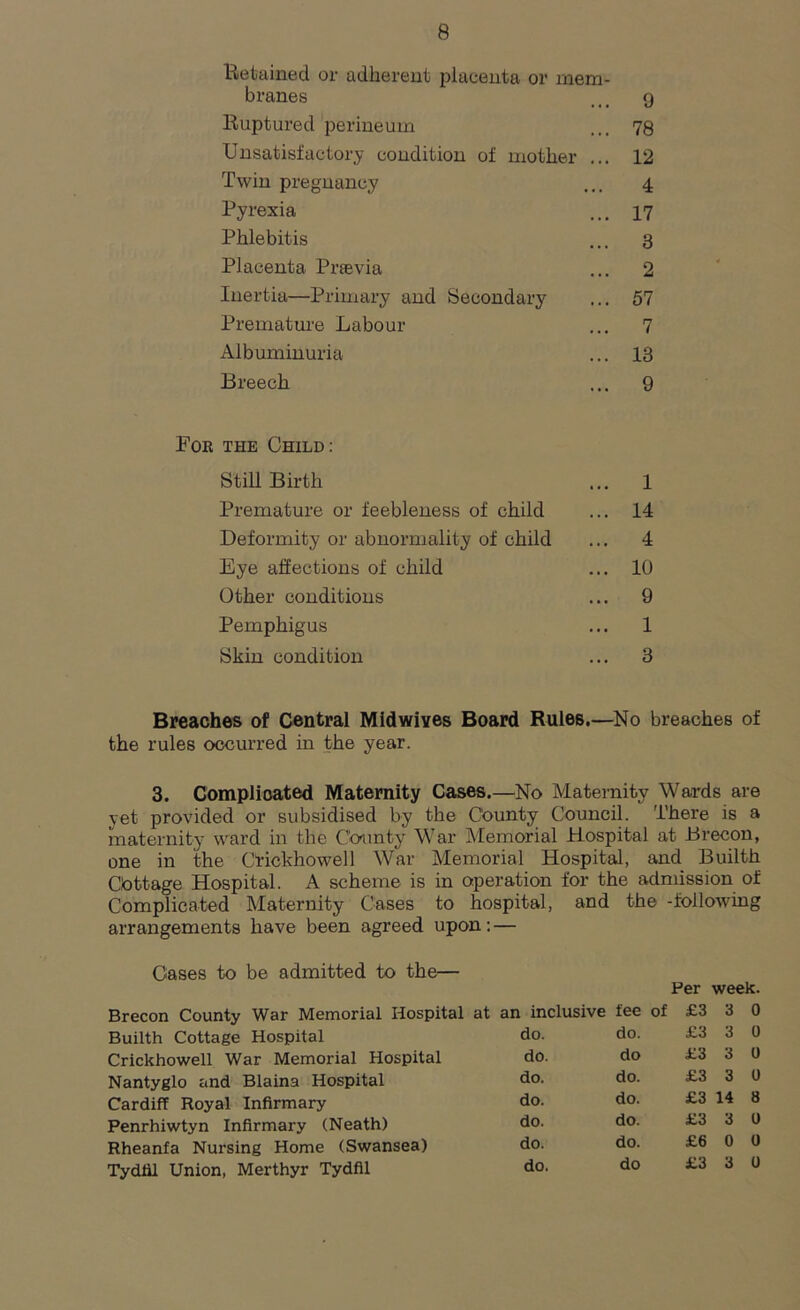 8
Retained or adherent placenta or mem-
branes ... 9
Ruptured perineum ... 78
Unsatisfactory condition of mother ... 12
Twin pregnancy ... 4
Pyrexia ... 17
Phlebitis ... 3
Placenta Prævia ... 2
Inertia—Primary and Secondary ... 57
Premature Labour ... 7
Albuminuria ... 13
Breech ... 9
FOR THE CHILD:
Still Birth ... 1
Premature or feebleness of child ... 14
Deformity or abnormality of child ... 4
Eye affections of child ... 10
Other conditions ... 9
Pemphigus ... 1
Skin condition ... 3
Breaches of Central Midwives Board Rules.—No breaches of
the rules occurred in the year.
3. Complicated Maternity Cases.—No Maternity Wards are
yet provided or subsidised by the County Council. There is a
maternity ward in the County War Memorial Hospital at Brecon,
one in the Crickhowell War Memorial Hospital, and Builth
Cottage Hospital. A scheme is in operation for the admission of
Complicated Maternity Cases to hospital, and the -following
arrangements have been agreed upon:—
Cases to be admitted to the—
Per week.
Brecon County War Memorial Hospital at an inclusive fee of £3 3 0
Builth Cottage Hospital do. do. £3 3 0
Crickhowell War Memorial Hospital do. do £3 3 0
Nantyglo and Blaina Hospital do. do. £3 3 0
Cardiff Royal Infirmary do. do. £3 14 8
Penrhiwtyn Infirmary (Neath) do. do. £3 3 0
Rheanfa Nursing Home (Swansea) do. do. £6 0 0
Tydfil Union, Merthyr Tydfil do. do £3 3 0